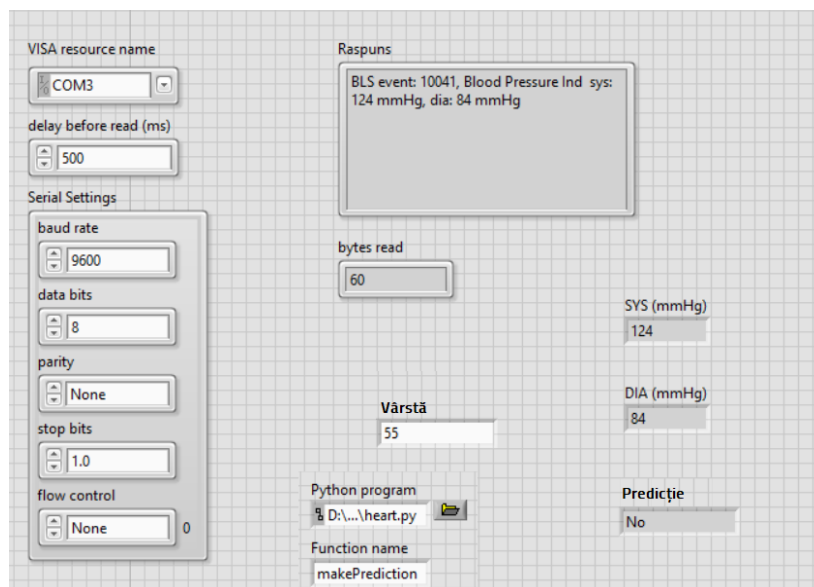 VISA resource name
COM3
delay before read (ms)
500
Serial Settings
baud rate
9600
data bits
8
parity
None
stop bits
1.0
flow control
None 0
Raspuns
BLS event: 10041, Blood Pressure Ind sys:
124 mmHg, dia: 84 mmHg
bytes read
60
SYS (mmHg)
124
DIA (mmHg)
84
Vârstă
55
Python program
D:\...\heart.py
Function name
makePrediction
Predicție
No